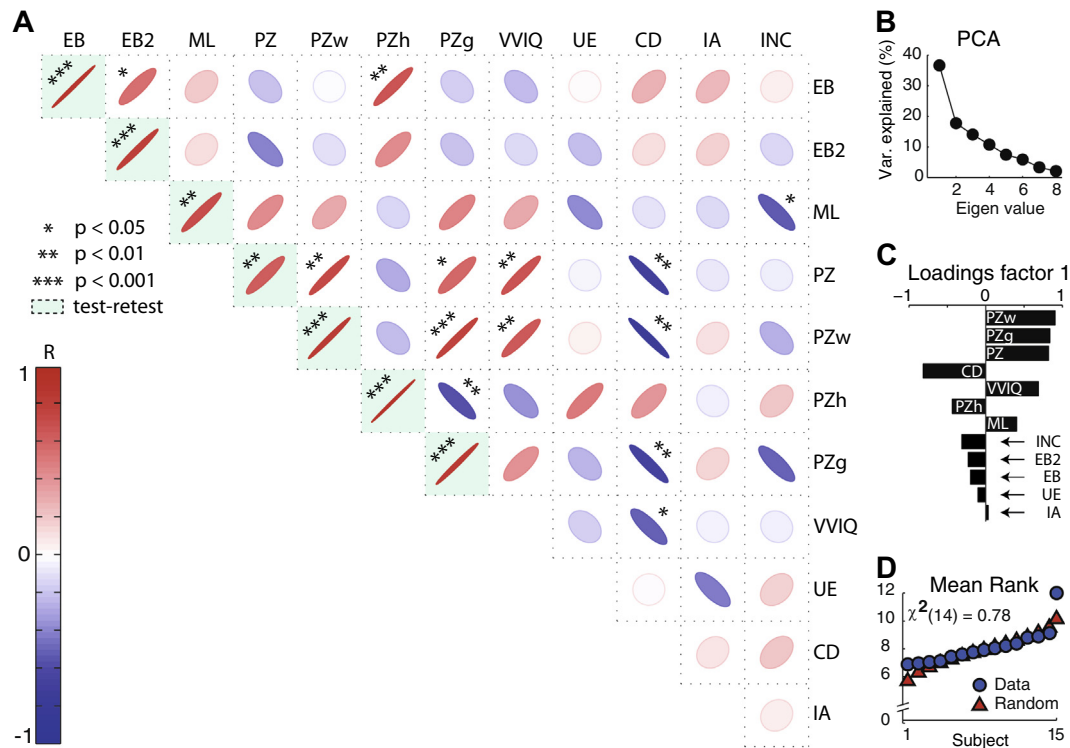 A
EB EB2 ML PZ PZw PZh PZg VVIQ UE CD IA INC
*** * ** EB
*** EB2
** * ML
** ** * ** ** PZ
*** *** ** ** PZw
*** ** PZh
*** ** PZg
* VVIQ
UE
CD
IA
* p < 0.05
** p < 0.01
*** p < 0.001
test-retest
R
1
0
-1
B
PCA
Var. explained (%)
40
30
20
10
0
2 4 6 8
Eigen value
C
Loadings factor 1
−1 0 1
PZw
PZg
PZ
CD
VVIQ
PZh
ML
INC
EB2
EB
UE
IA
D
Mean Rank
12
10
8
6
0
χ²(14) = 0.78
Data
Random
1 15
Subject